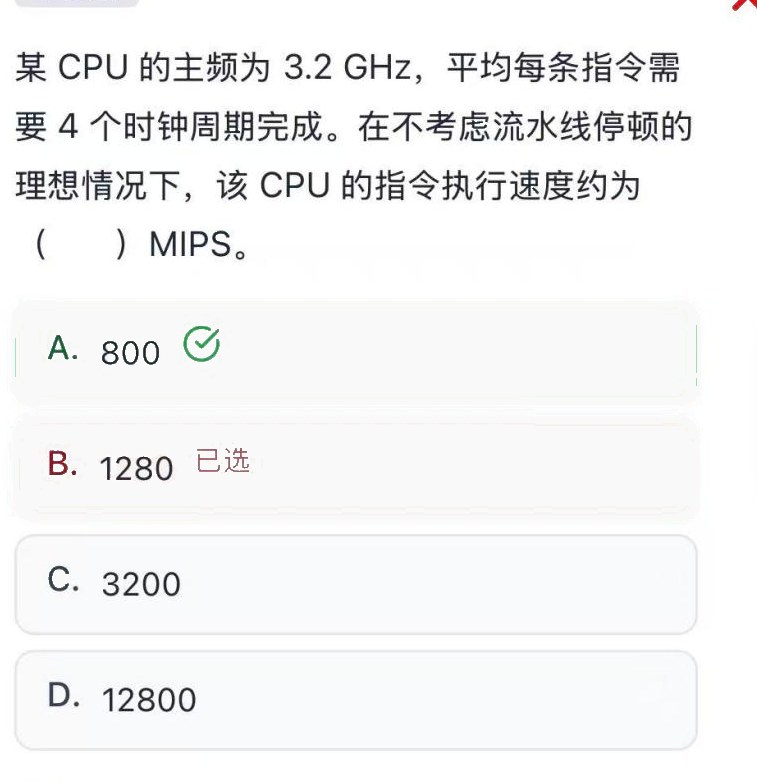 某 CPU 的主频为 3.2 GHz，平均每条指令需
要 4 个时钟周期完成。在不考虑流水线停顿的
理想情况下，该 CPU 的指令执行速度约为
（　　）MIPS。
A. 800
B. 1280 已选
C. 3200
D. 12800